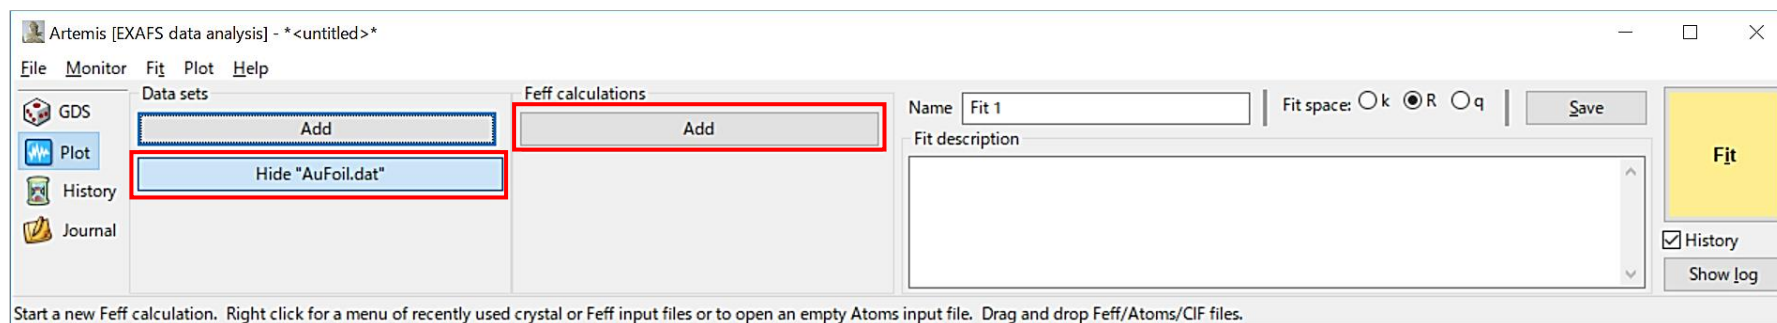 Artemis [EXAFS data analysis] - *<untitled>*
File Monitor Fit Plot Help
GDS
Plot
History
Journal
Data sets
Add
Hide "AuFoil.dat"
Feff calculations
Add
Name Fit 1
Fit space: k R q
Save
Fit description
Fit
History
Show log
Start a new Feff calculation. Right click for a menu of recently used crystal or Feff input files or to open an empty Atoms input file. Drag and drop Feff/Atoms/CIF files.